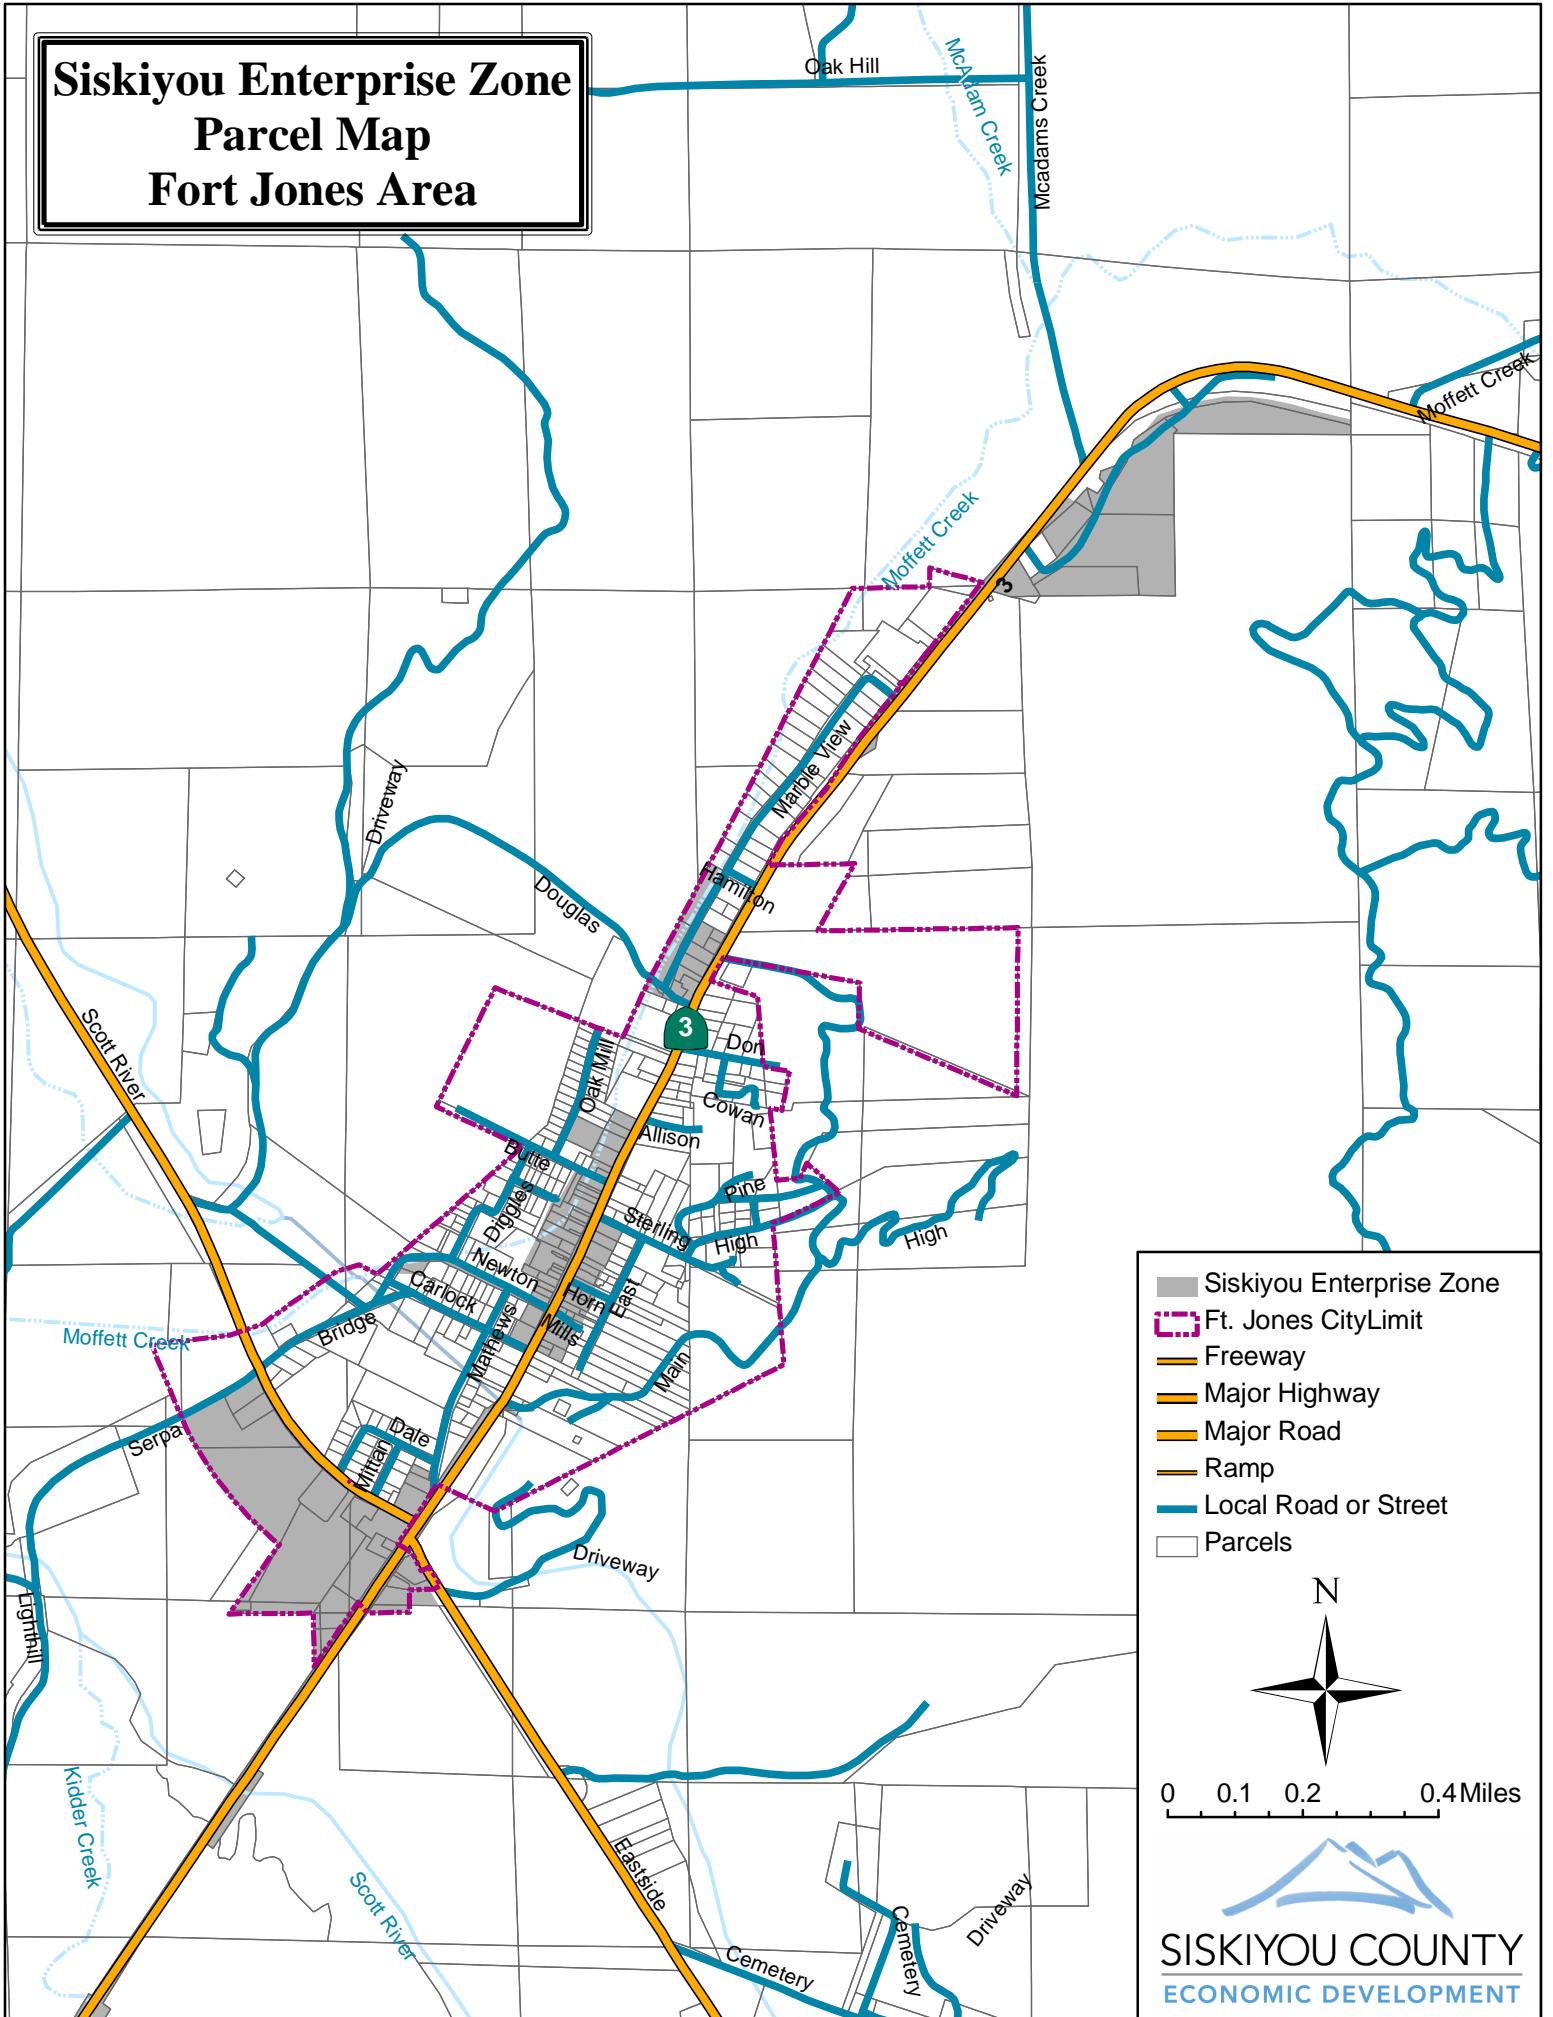 Siskiyou Enterprise Zone
Parcel Map
Fort Jones Area
Oak Hill
McAdam Creek
Mcadams Creek
Moffett Creek
Moffett Creek
3
Marble View
Driveway
Hamilton
Douglas
Scott River
3
Don
Oak Mill
Cowan
Allison
Butte
Pine
Diggles
Sterling
High
High
Newton
Carlock
Horn
East
Bridge
Mathews
Mills
Moffett Creek
Main
Serpa
Dale
Mittan
Driveway
Lighthill
Kidder Creek
Scott River
Eastside
Cemetery
Cemetery
Driveway
Siskiyou Enterprise Zone
Ft. Jones CityLimit
Freeway
Major Highway
Major Road
Ramp
Local Road or Street
Parcels
N
0 0.1 0.2 0.4 Miles
SISKIYOU COUNTY
ECONOMIC DEVELOPMENT